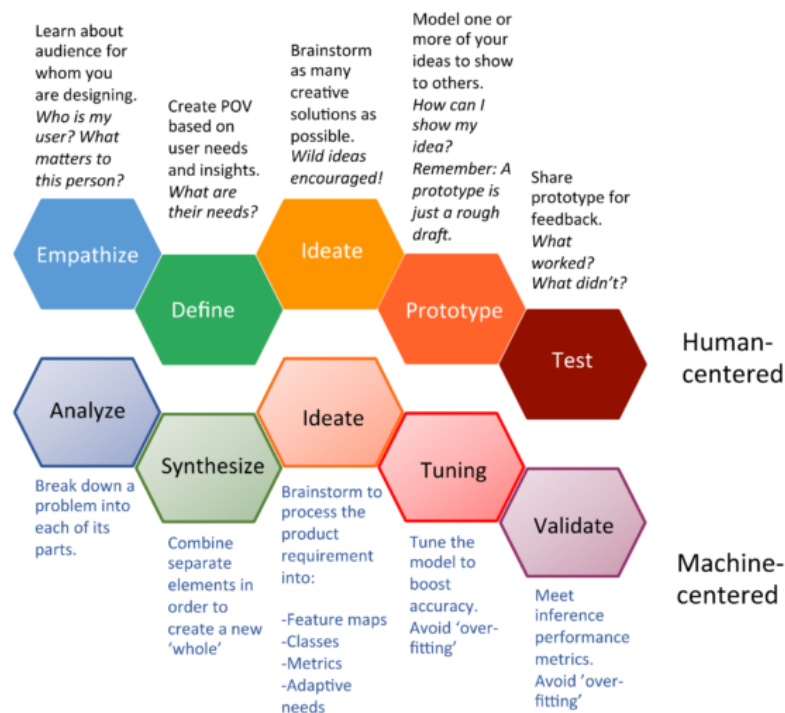 Learn about
audience for
whom you
are designing.
Who is my
user? What
matters to
this person?
Create POV
based on
user needs
and insights.
What are
their needs?
Brainstorm
as many
creative
solutions as
possible.
Wild ideas
encouraged!
Model one or
more of your
ideas to show
to others.
How can I
show my
idea?
Remember: A
prototype is
just a rough
draft.
Share
prototype for
feedback.
What
worked?
What didn't?
Empathize
Define
Ideate
Prototype
Test
Human-
centered
Analyze
Synthesize
Ideate
Tuning
Validate
Machine-
centered
Break down a
problem into
each of its
parts.
Combine
separate
elements in
order to
create a new
‘whole’
Brainstorm to
process the
product
requirement
into:
-Feature maps
-Classes
-Metrics
-Adaptive
needs
Tune the
model to
boost
accuracy.
Avoid ‘over-
fitting’
Meet
inference
performance
metrics.
Avoid ’over-
fitting’